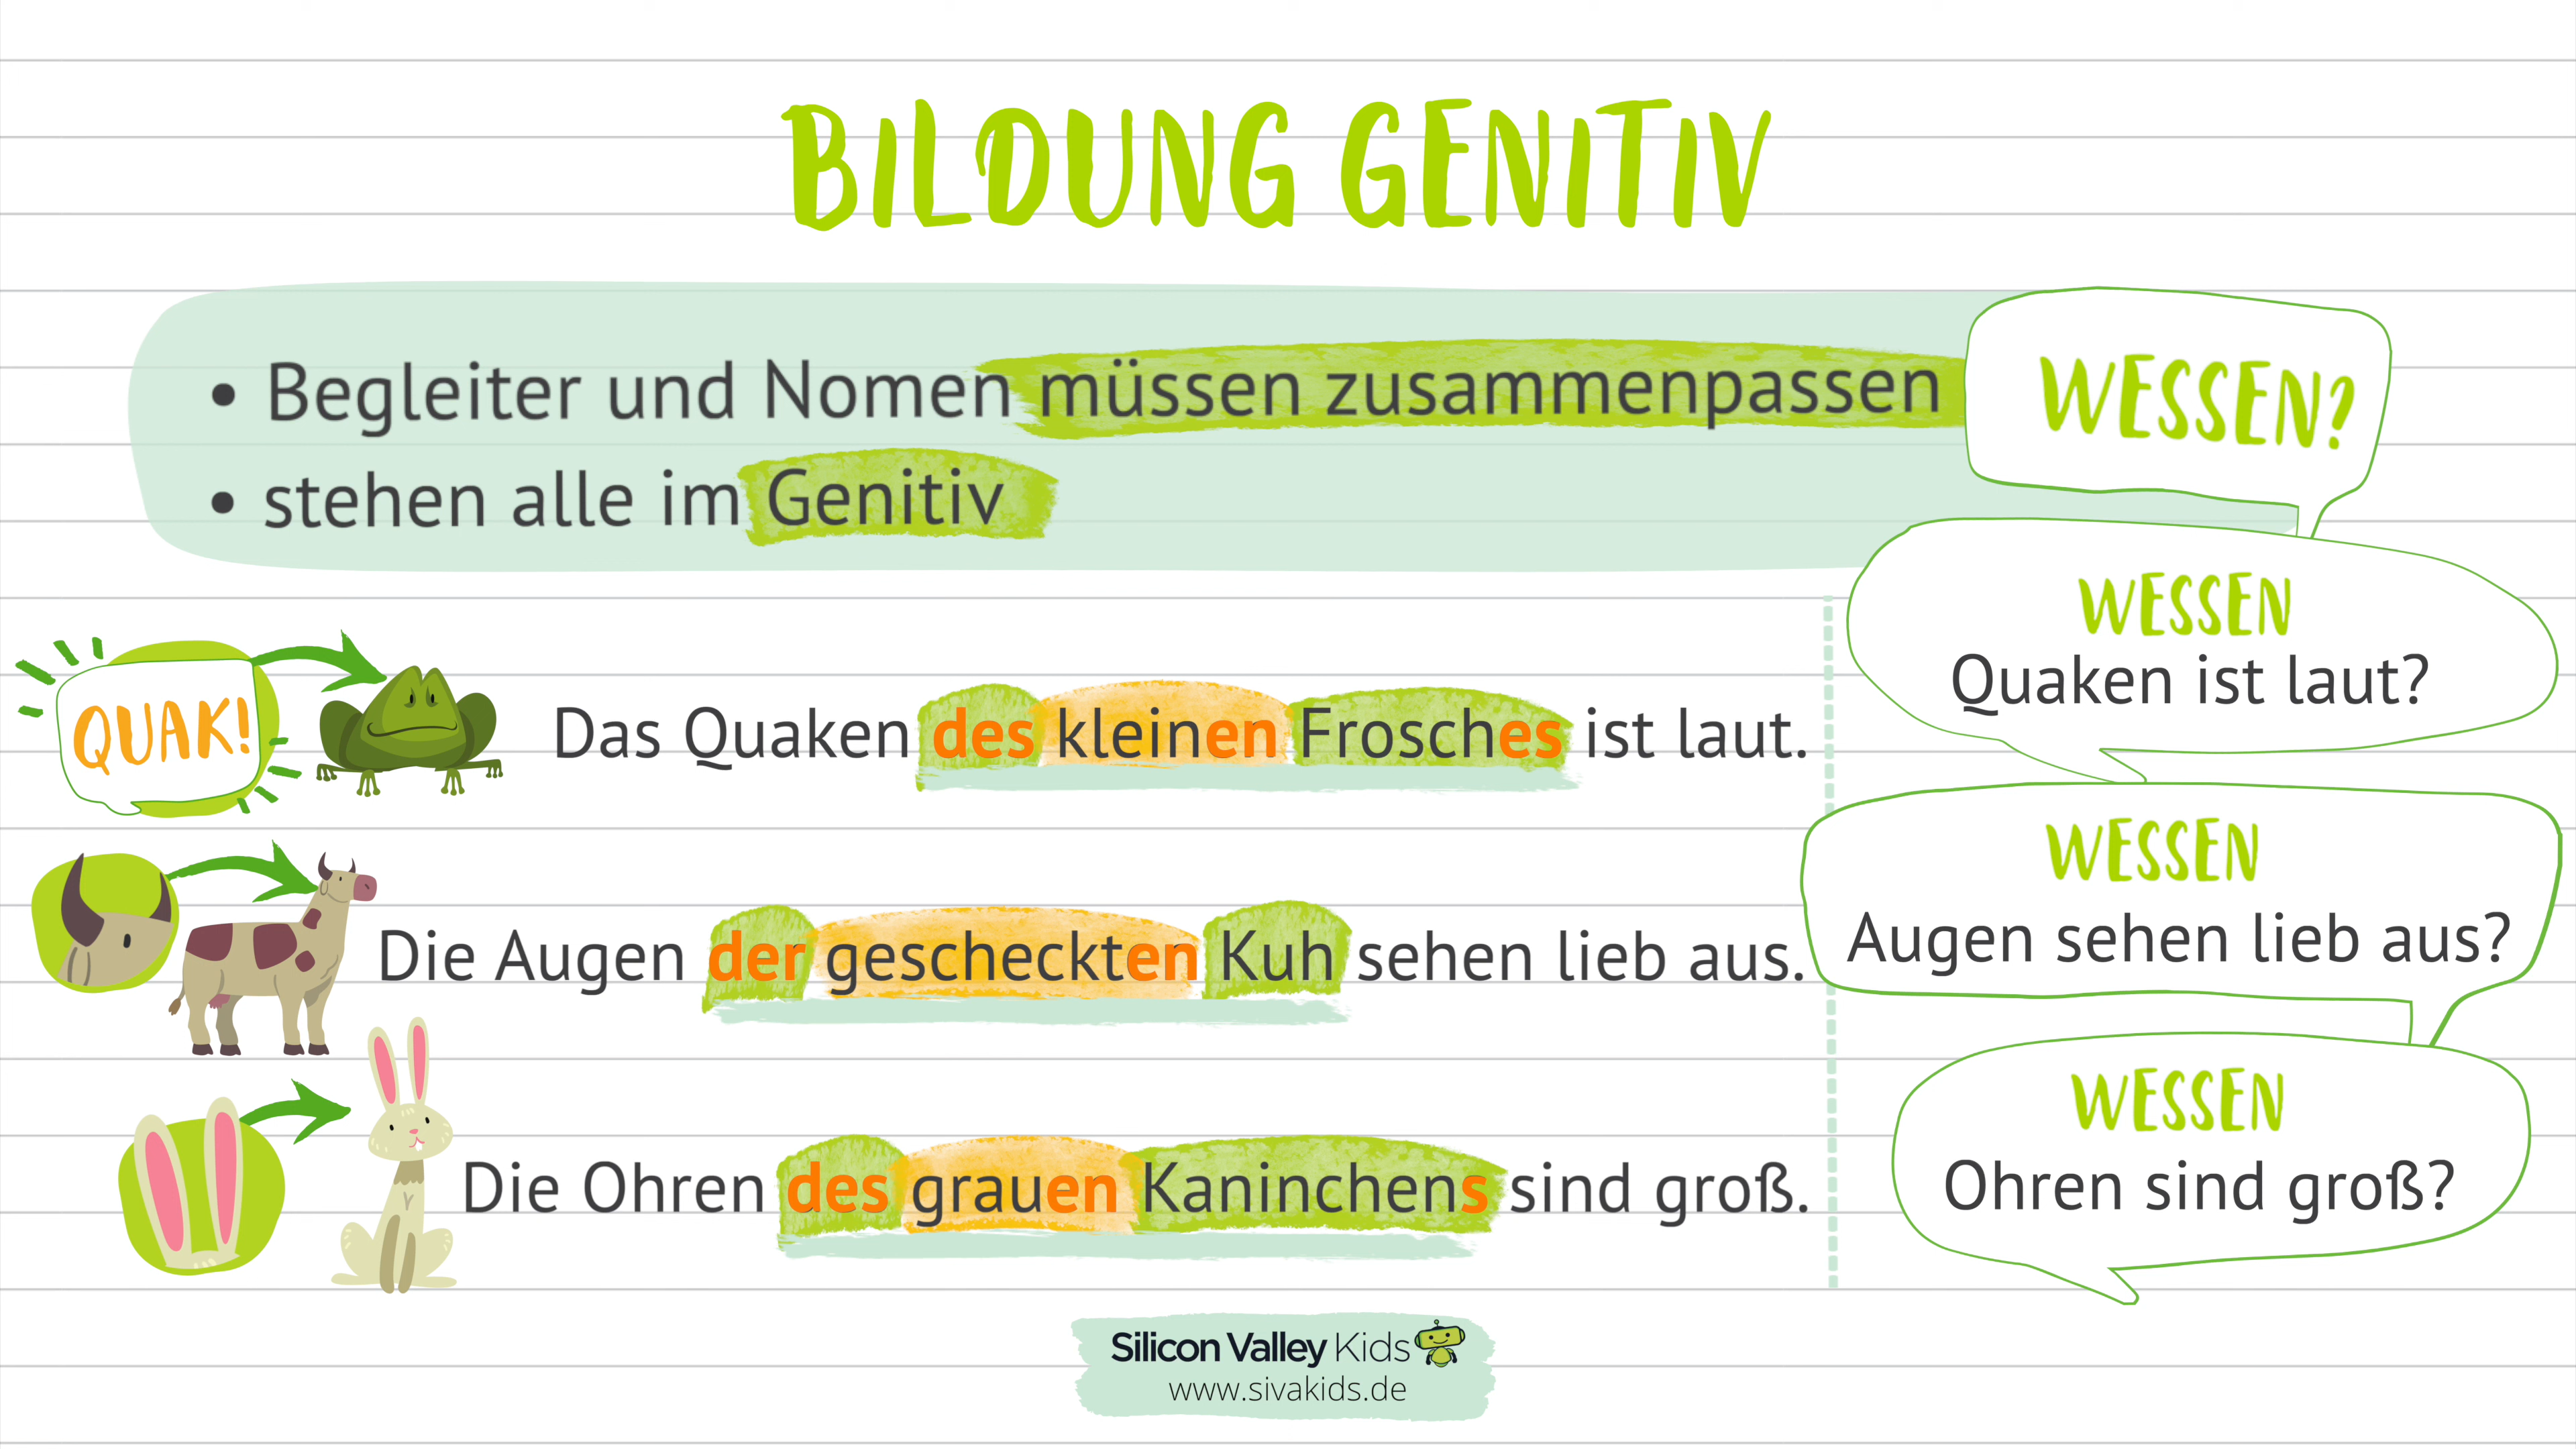 BILDUNG GENITIV
• Begleiter und Nomen müssen zusammenpassen
• stehen alle im Genitiv
WESSEN?
QUAK!
Das Quaken des kleinen Frosches ist laut.
WESSEN
Quaken ist laut?
Die Augen der gescheckten Kuh sehen lieb aus.
WESSEN
Augen sehen lieb aus?
Die Ohren des grauen Kaninchens sind groß.
WESSEN
Ohren sind groß?
Silicon Valley Kids
www.sivakids.de